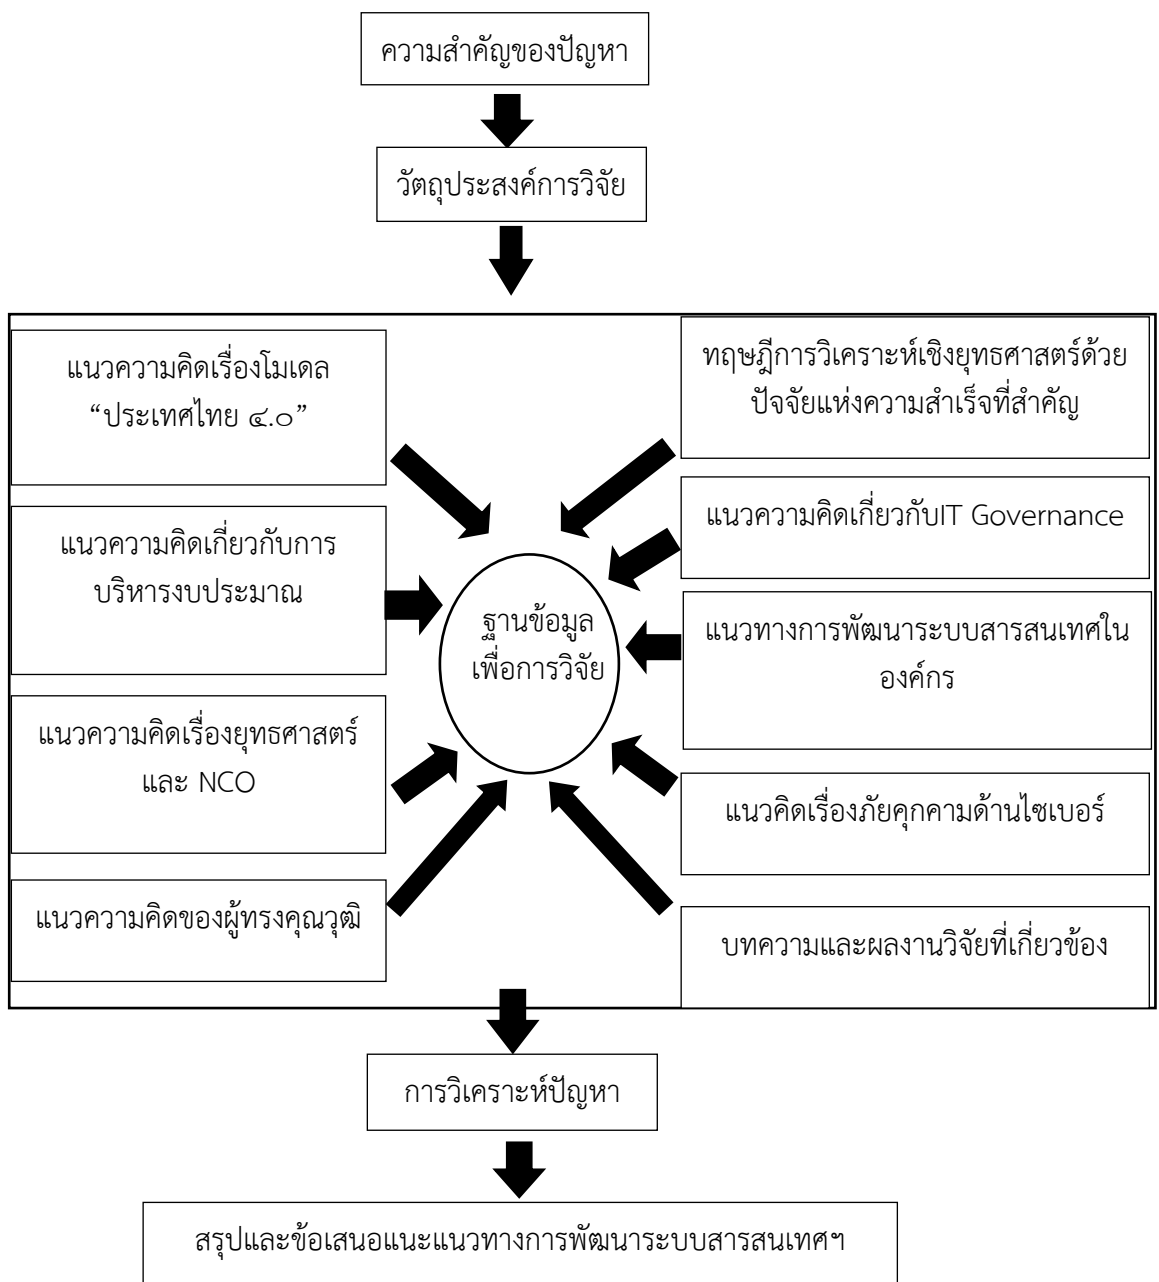 ความสำคัญของปัญหา
วัตถุประสงค์การวิจัย
แนวความคิดเรื่องโมเดล
“ประเทศไทย ๔.๐”
แนวความคิดเกี่ยวกับการ
บริหารงบประมาณ
แนวความคิดเรื่องยุทธศาสตร์
และ NCO
แนวความคิดของผู้ทรงคุณวุฒิ
ฐานข้อมูล
เพื่อการวิจัย
ทฤษฎีการวิเคราะห์เชิงยุทธศาสตร์ด้วย
ปัจจัยแห่งความสำเร็จที่สำคัญ
แนวความคิดเกี่ยวกับIT Governance
แนวทางการพัฒนาระบบสารสนเทศใน
องค์กร
แนวคิดเรื่องภัยคุกคามด้านไซเบอร์
บทความและผลงานวิจัยที่เกี่ยวข้อง
การวิเคราะห์ปัญหา
สรุปและข้อเสนอแนะแนวทางการพัฒนาระบบสารสนเทศฯ